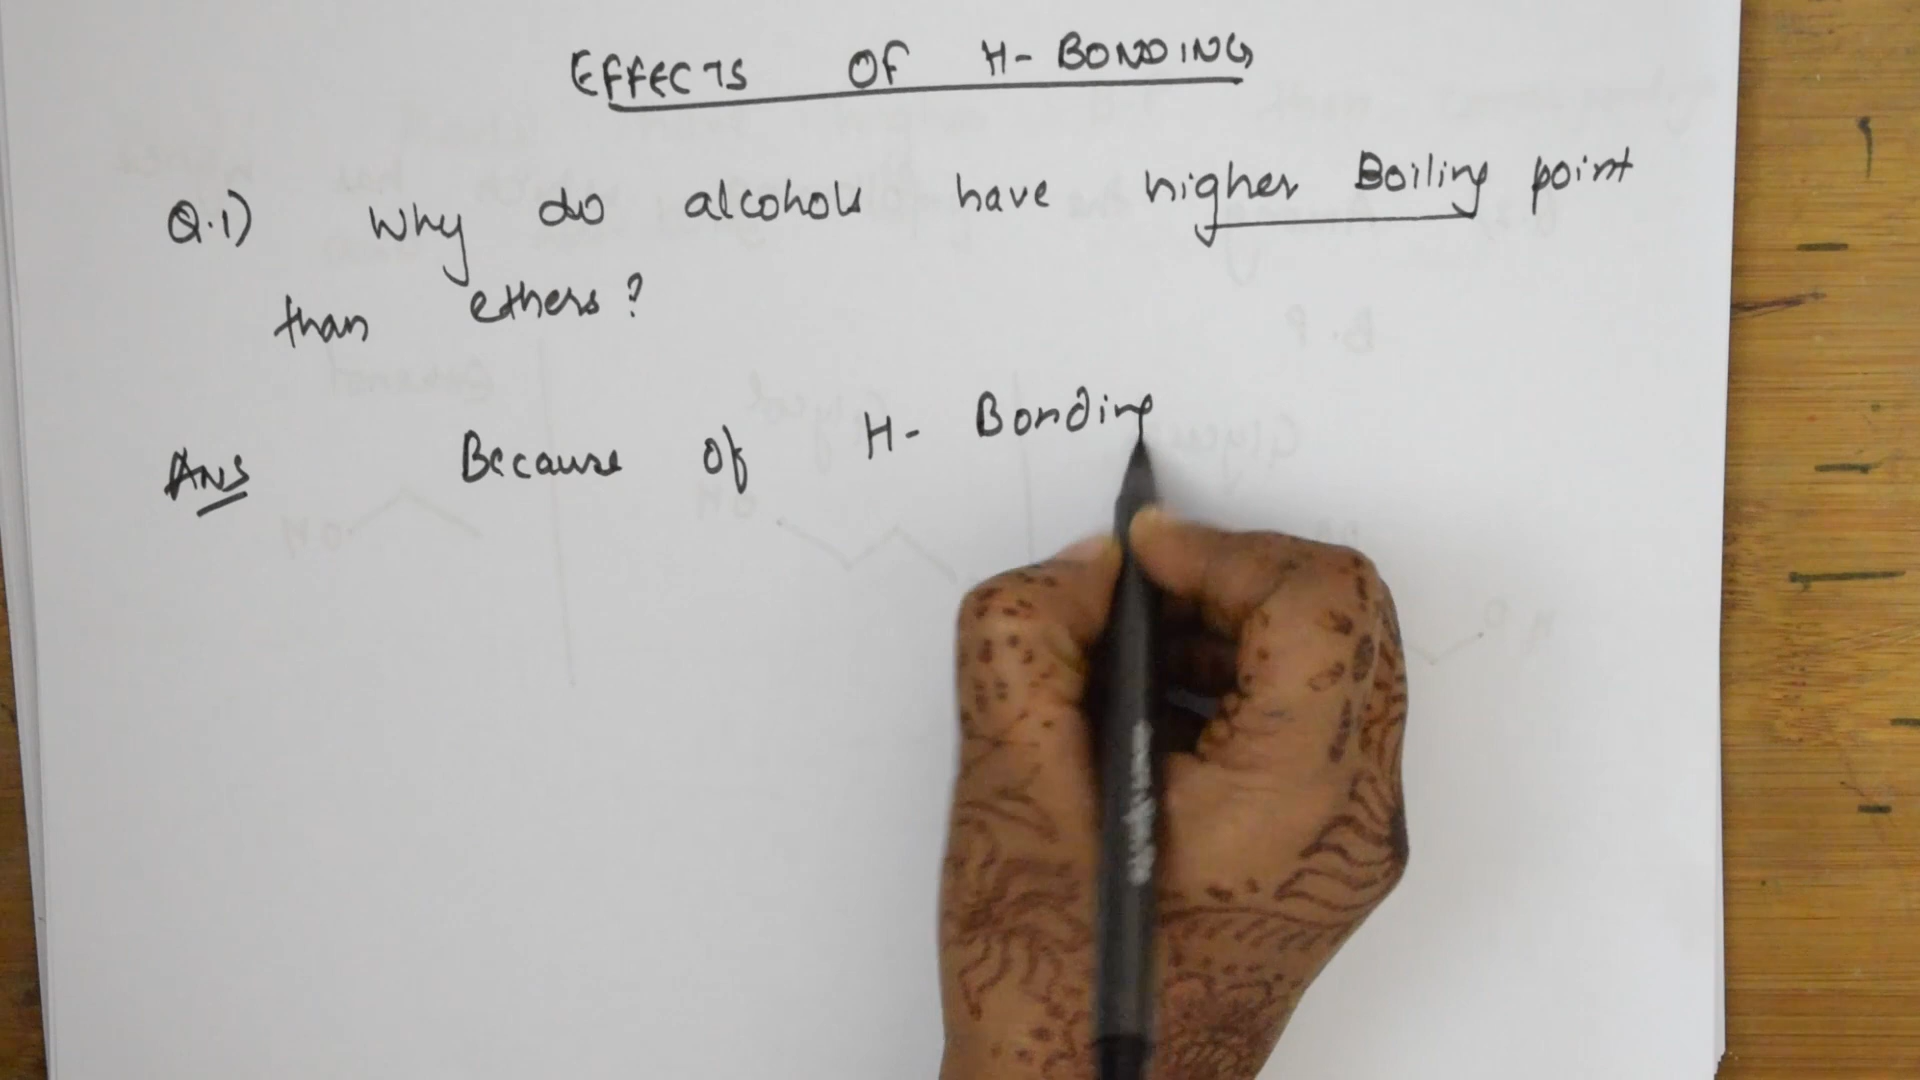 EFFECTS OF H-BONDING
Q.1) Why do alcohols have higher Boiling point
than ethers?
Ans Because of H- Bonding